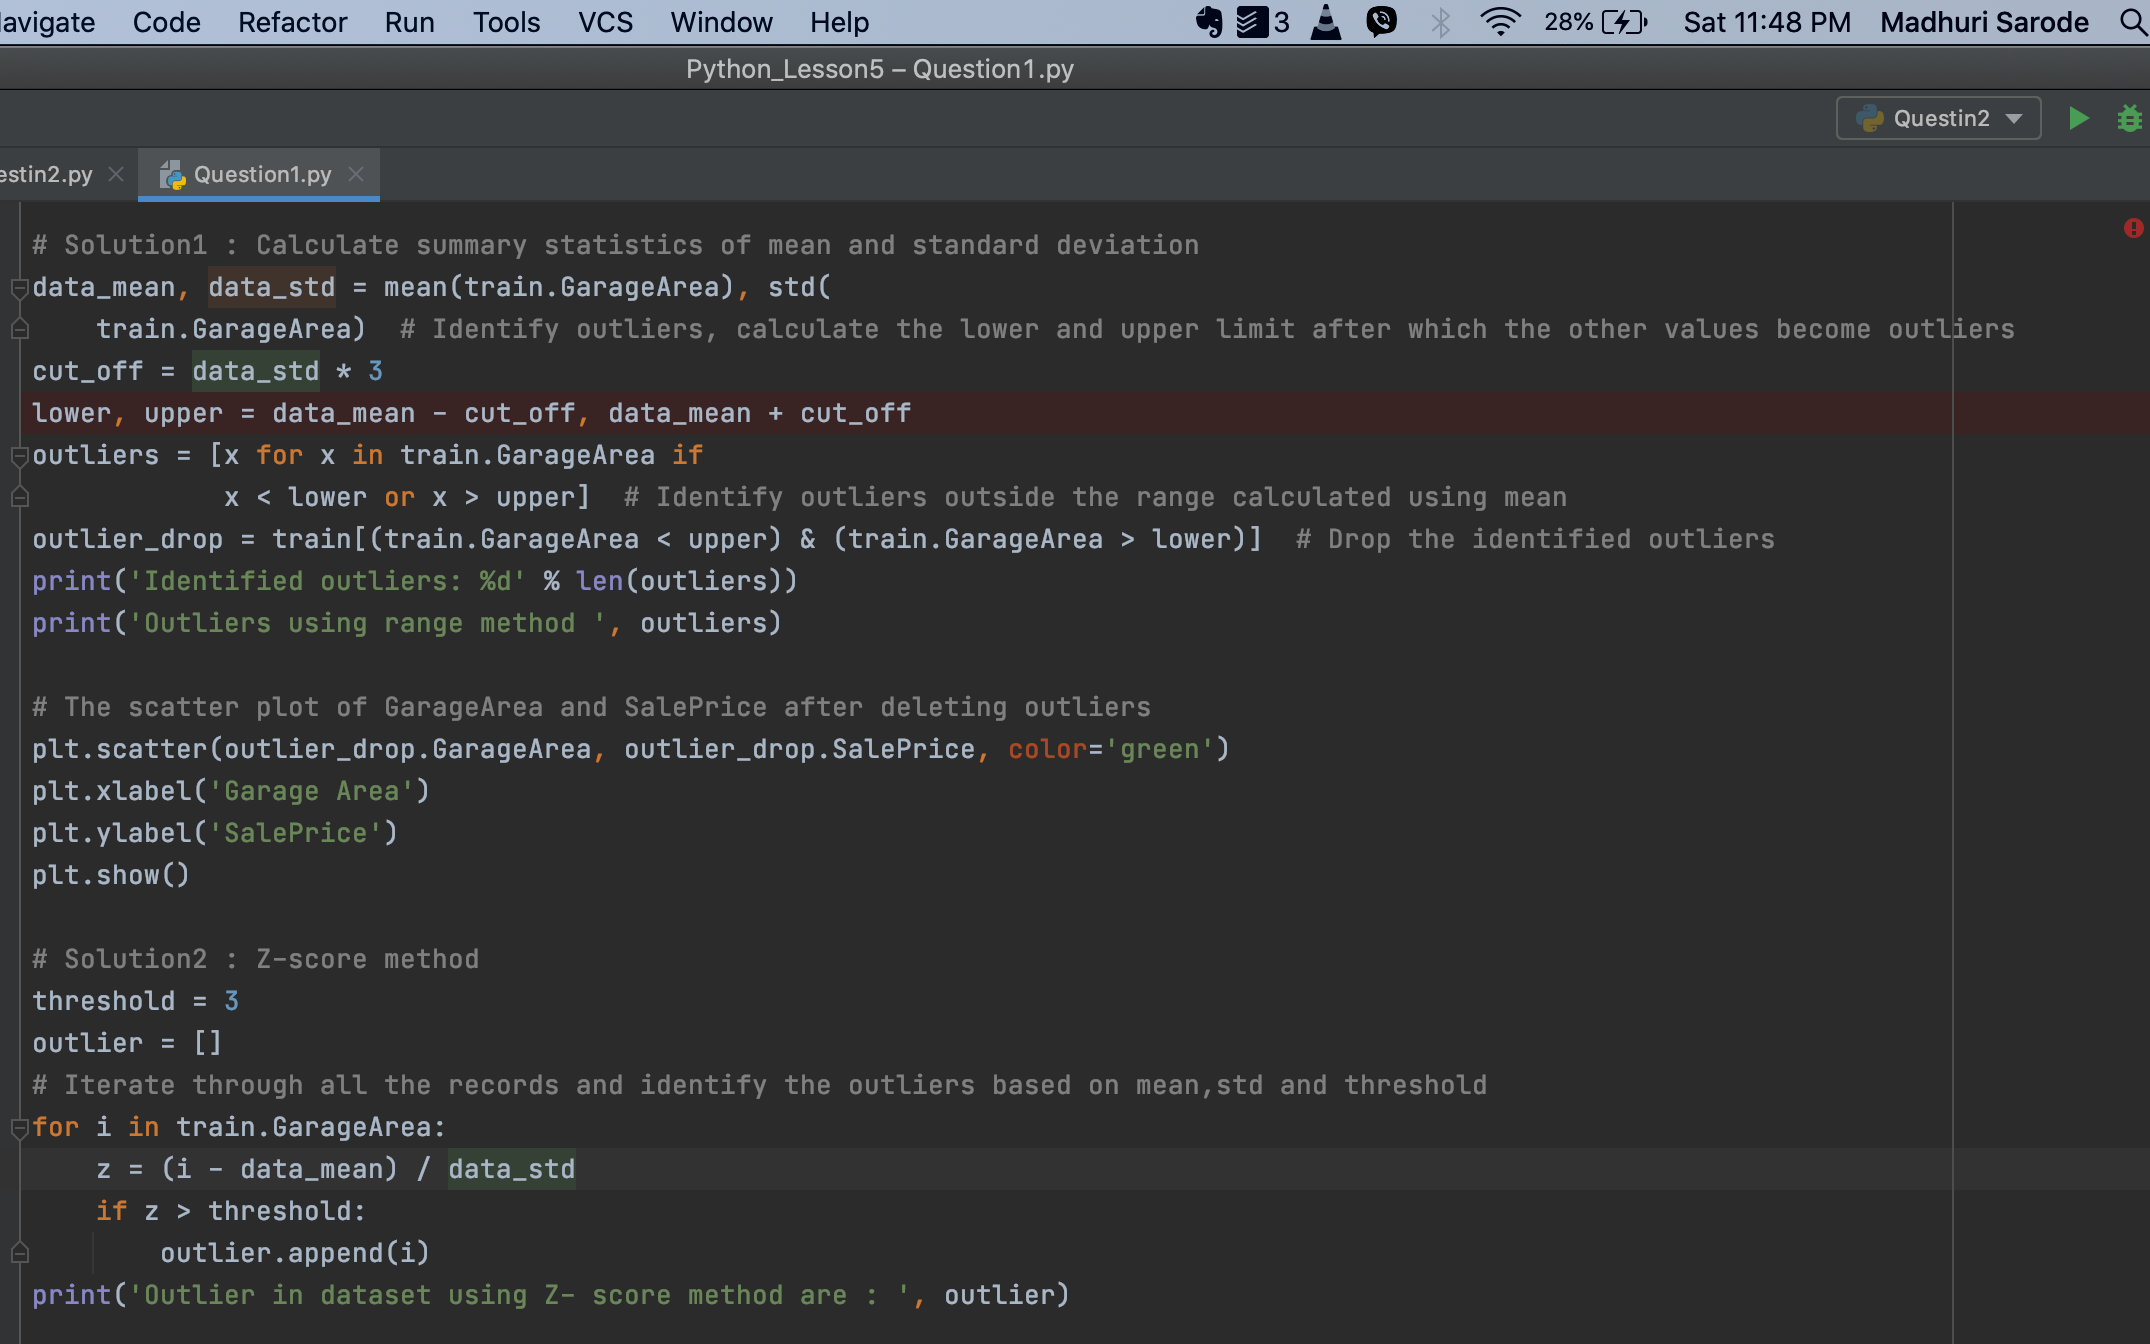 avigate Code Refactor Run Tools VCS Window Help 3 28% Sat 11:48 PM Madhuri Sarode
Python_Lesson5 – Question1.py
Questin2
estin2.py Question1.py
# Solution1 : Calculate summary statistics of mean and standard deviation
data_mean, data_std = mean(train.GarageArea), std(
    train.GarageArea)  # Identify outliers, calculate the lower and upper limit after which the other values become outliers
cut_off = data_std * 3
lower, upper = data_mean - cut_off, data_mean + cut_off
outliers = [x for x in train.GarageArea if
            x < lower or x > upper]  # Identify outliers outside the range calculated using mean
outlier_drop = train[(train.GarageArea < upper) & (train.GarageArea > lower)]  # Drop the identified outliers
print('Identified outliers: %d' % len(outliers))
print('Outliers using range method ', outliers)
# The scatter plot of GarageArea and SalePrice after deleting outliers
plt.scatter(outlier_drop.GarageArea, outlier_drop.SalePrice, color='green')
plt.xlabel('Garage Area')
plt.ylabel('SalePrice')
plt.show()
# Solution2 : Z-score method
threshold = 3
outlier = []
# Iterate through all the records and identify the outliers based on mean,std and threshold
for i in train.GarageArea:
    z = (i - data_mean) / data_std
    if z > threshold:
        outlier.append(i)
print('Outlier in dataset using Z- score method are : ', outlier)